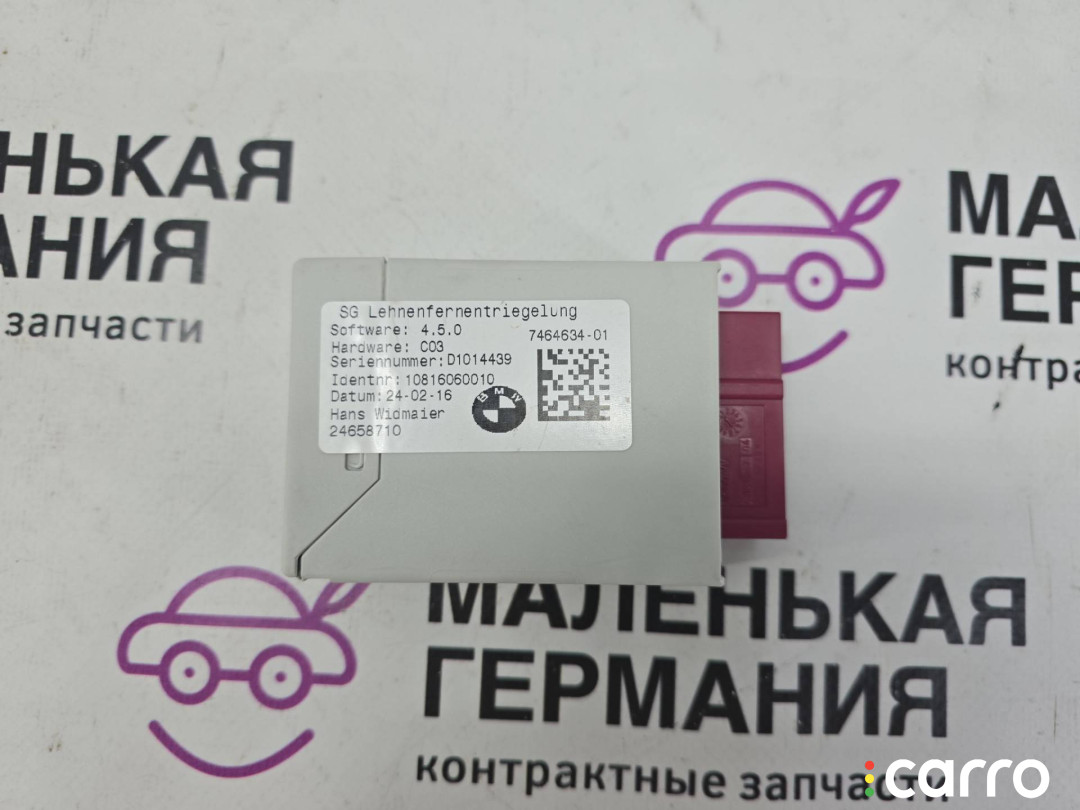 НЬКАЯ
АНИЯ
запчасти
МА
ГЕР
контра
SG Lehnenfernentriegelung
Software: 4.5.0
7464634-01
Hardware: C03
Seriennummer:D1014439
Identnr:10816060010
Datum:24-02-16
BMW
Hans Widmaier
24658710
МАЛЕНЬКАЯ
ГЕРМАНИЯ
контрактные запчасти
carro